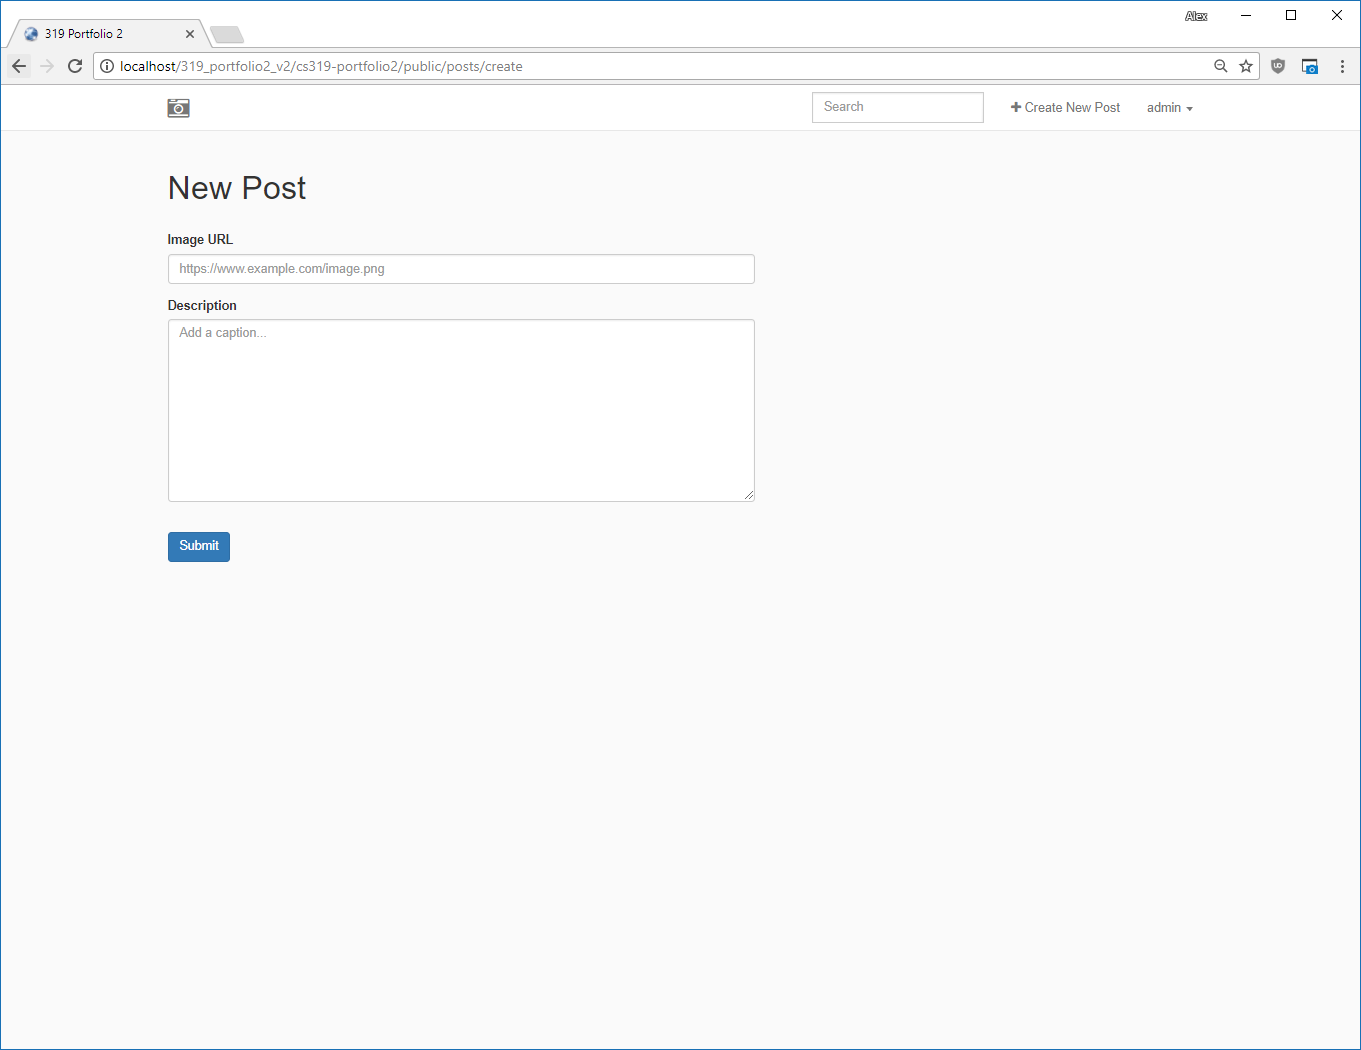 Alex
319 Portfolio 2
localhost/319_portfolio2_v2/cs319-portfolio2/public/posts/create
Search
Create New Post
admin
New Post
Image URL
https://www.example.com/image.png
Description
Add a caption...
Submit